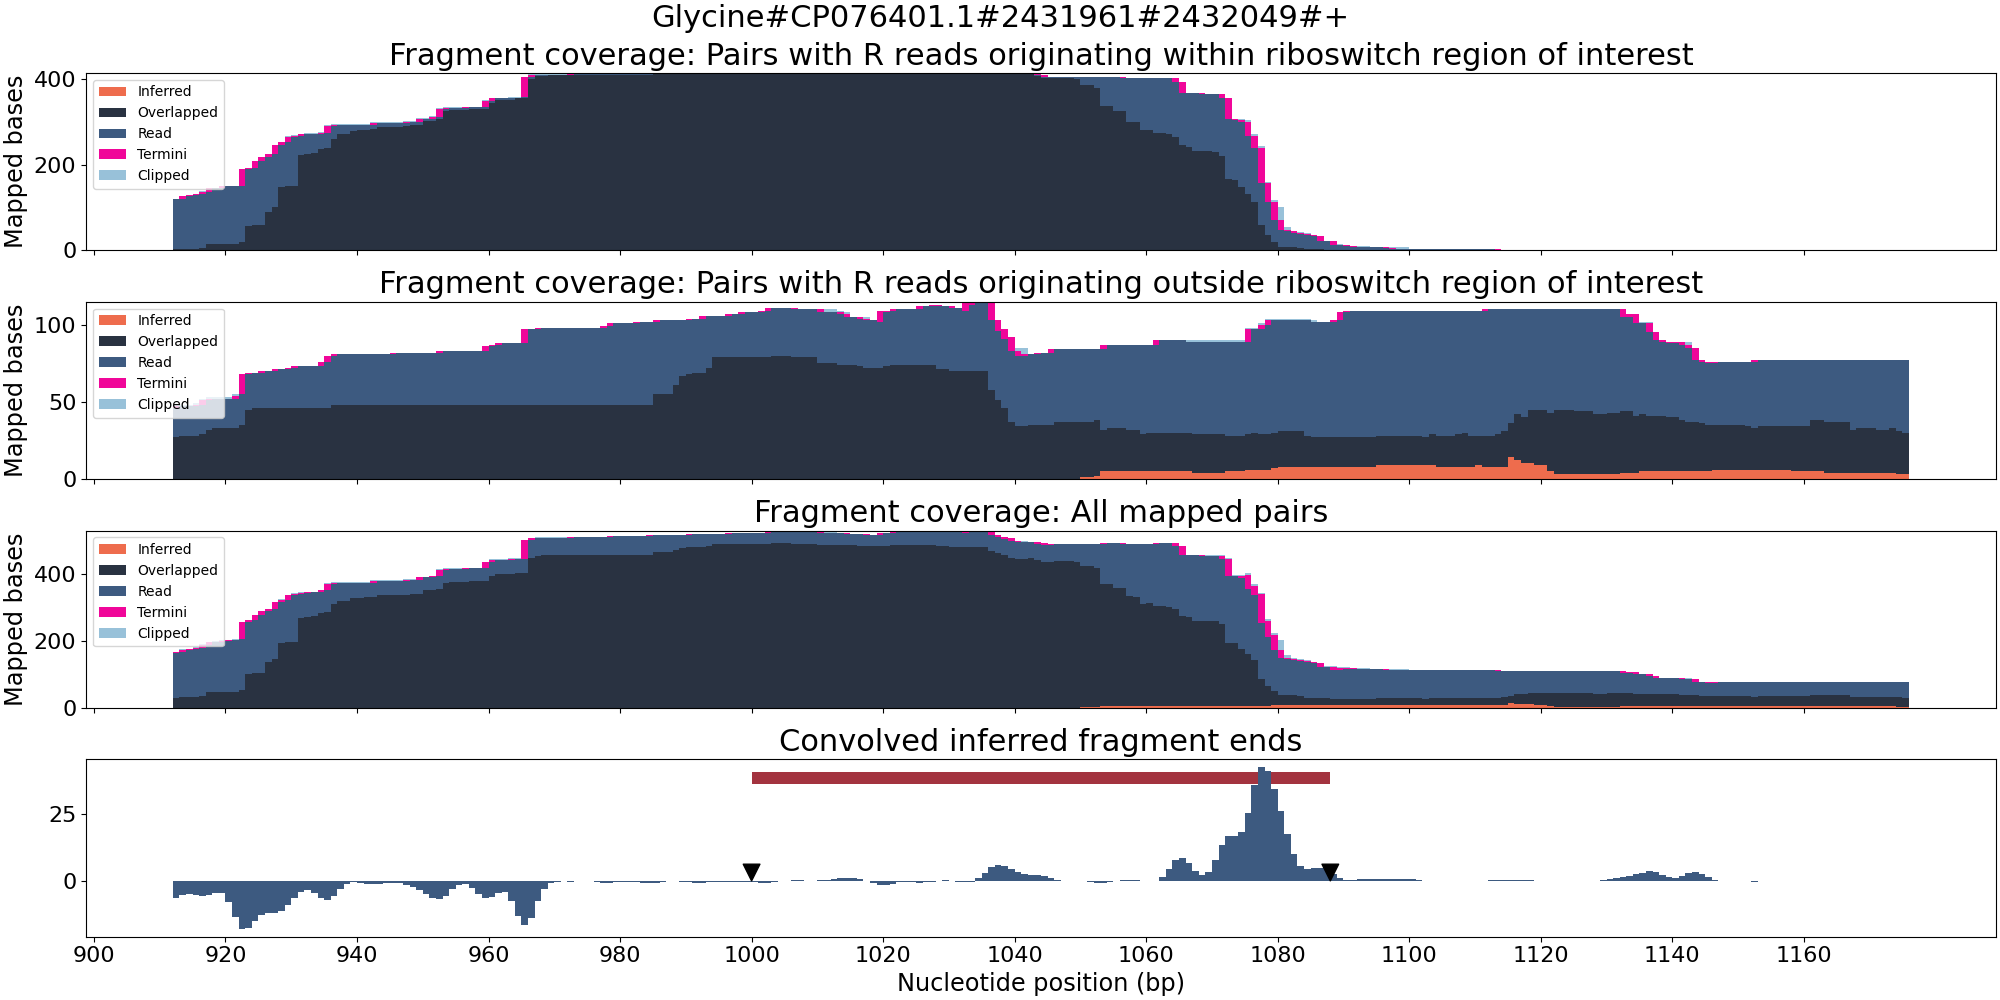 Glycine#CP076401.1#2431961#2432049#+
Fragment coverage: Pairs with R reads originating within riboswitch region of interest
Mapped bases
400
200
0
Inferred
Overlapped
Read
Termini
Clipped
Fragment coverage: Pairs with R reads originating outside riboswitch region of interest
Mapped bases
100
50
0
Inferred
Overlapped
Read
Termini
Clipped
Fragment coverage: All mapped pairs
Mapped bases
400
200
0
Inferred
Overlapped
Read
Termini
Clipped
Convolved inferred fragment ends
25
0
900 920 940 960 980 1000 1020 1040 1060 1080 1100 1120 1140 1160
Nucleotide position (bp)